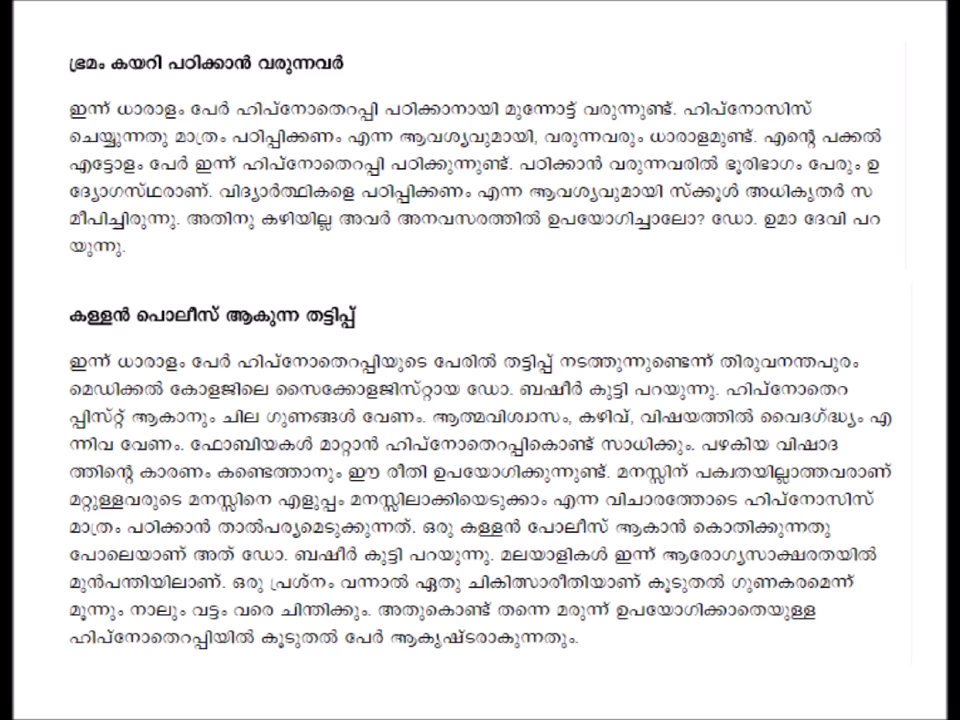 ഭ്രമം കയറി പഠിക്കാൻ വരുന്നവർ
ഇന്ന് ധാരാളം പേർ ഹിപ്നോതെറപ്പി പഠിക്കാനായി മുന്നോട്ട് വരുന്നുണ്ട്. ഹിപ്നോസിസ്
ചെയ്യുന്നതു മാത്രം പഠിപ്പിക്കണം എന്ന ആവശ്യവുമായി, വരുന്നവരും ധാരാളമുണ്ട്. എന്റെ പക്കൽ
എട്ടോളം പേർ ഇന്ന് ഹിപ്നോതെറപ്പി പഠിക്കുന്നുണ്ട്. പഠിക്കാൻ വരുന്നവരിൽ ഭൂരിഭാഗം പേരും ഉ
ദ്യോഗസ്ഥരാണ്. വിദ്യാർത്ഥികളെ പഠിപ്പിക്കണം എന്ന ആവശ്യവുമായി സ്ക്കൂൾ അധികൃതർ സ
മീപിച്ചിരുന്നു. അതിനു കഴിയില്ല അവർ അനവസരത്തിൽ ഉപയോഗിച്ചാലോ? ഡോ. ഉമാ ദേവി പറ
യുന്നു.
കള്ളൻ പൊലീസ് ആകുന്ന തട്ടിപ്പ്
ഇന്ന് ധാരാളം പേർ ഹിപ്നോതെറപ്പിയുടെ പേരിൽ തട്ടിപ്പ് നടത്തുന്നുണ്ടെന്ന് തിരുവനന്തപുരം
മെഡിക്കൽ കോളജിലെ സൈക്കോളജിസ്റ്റായ ഡോ. ബഷീർ കുട്ടി പറയുന്നു. ഹിപ്നോതെറ
പ്പിസ്റ്റ് ആകാനും ചില ഗുണങ്ങൾ വേണം. ആത്മവിശ്വാസം, കഴിവ്, വിഷയത്തിൽ വൈദഗ്ദ്ധ്യം എ
ന്നിവ വേണം. ഫോബിയകൾ മാറ്റാൻ ഹിപ്നോതെറപ്പികൊണ്ട് സാധിക്കും. പഴകിയ വിഷാദ
ത്തിന്റെ കാരണം കണ്ടെത്താനും ഈ രീതി ഉപയോഗിക്കുന്നുണ്ട്. മനസ്സിന് പക്വതയില്ലാത്തവരാണ്
മറ്റുള്ളവരുടെ മനസ്സിനെ എളുപ്പം മനസ്സിലാക്കിയെടുക്കാം എന്ന വിചാരത്തോടെ ഹിപ്നോസിസ്
മാത്രം പഠിക്കാൻ താൽപര്യമെടുക്കുന്നത്. ഒരു കള്ളൻ പോലീസ് ആകാൻ കൊതിക്കുന്നതു
പോലെയാണ് അത് ഡോ. ബഷീർ കുട്ടി പറയുന്നു. മലയാളികൾ ഇന്ന് ആരോഗ്യസാക്ഷരതയിൽ
മുൻപന്തിയിലാണ്. ഒരു പ്രശ്നം വന്നാൽ ഏതു ചികിത്സാരീതിയാണ് കൂടുതൽ ഗുണകരമെന്ന്
മൂന്നും നാലും വട്ടം വരെ ചിന്തിക്കും. അതുകൊണ്ട് തന്നെ മരുന്ന് ഉപയോഗിക്കാതെയുള്ള
ഹിപ്നോതെറപ്പിയിൽ കൂടുതൽ പേർ ആകൃഷ്ടരാകുന്നതും.